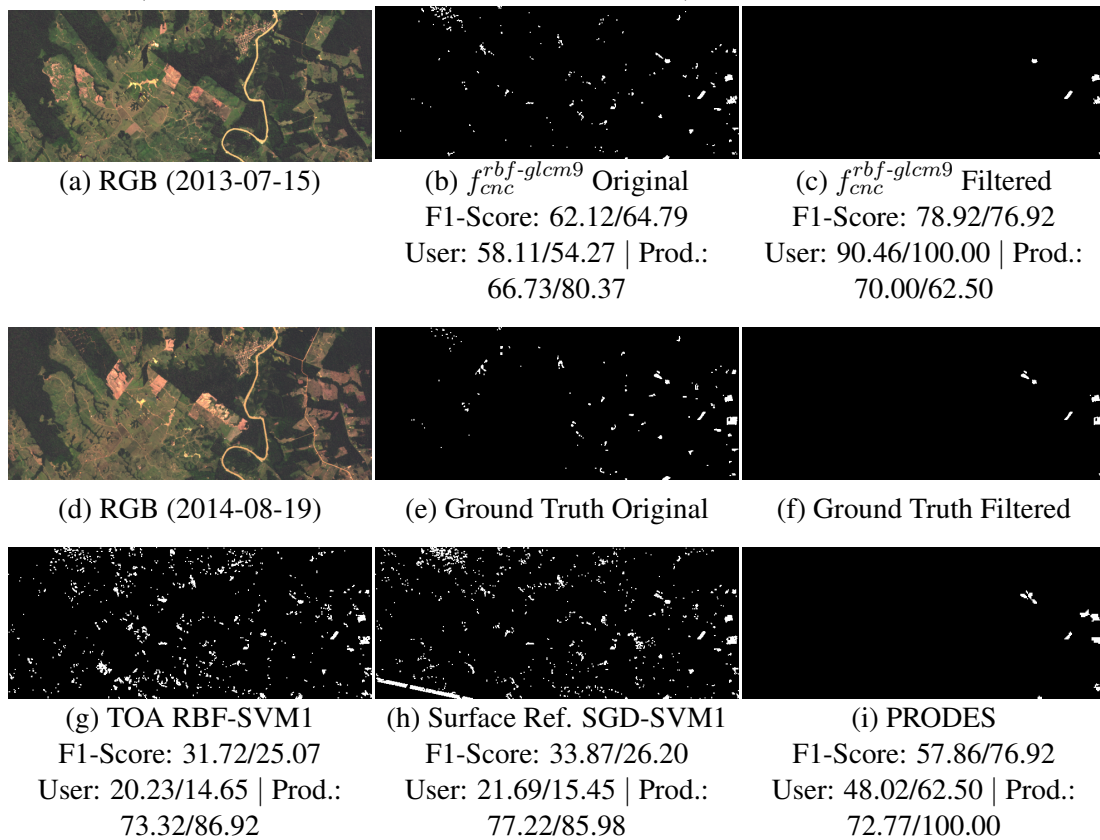 (a) RGB (2013-07-15)
(b) $f_{cnc}^{rbf-glcm9}$ Original
F1-Score: 62.12/64.79
User: 58.11/54.27 | Prod.:
66.73/80.37
(c) $f_{cnc}^{rbf-glcm9}$ Filtered
F1-Score: 78.92/76.92
User: 90.46/100.00 | Prod.:
70.00/62.50
(d) RGB (2014-08-19)
(e) Ground Truth Original
(f) Ground Truth Filtered
(g) TOA RBF-SVM1
F1-Score: 31.72/25.07
User: 20.23/14.65 | Prod.:
73.32/86.92
(h) Surface Ref. SGD-SVM1
F1-Score: 33.87/26.20
User: 21.69/15.45 | Prod.:
77.22/85.98
(i) PRODES
F1-Score: 57.86/76.92
User: 48.02/62.50 | Prod.:
72.77/100.00